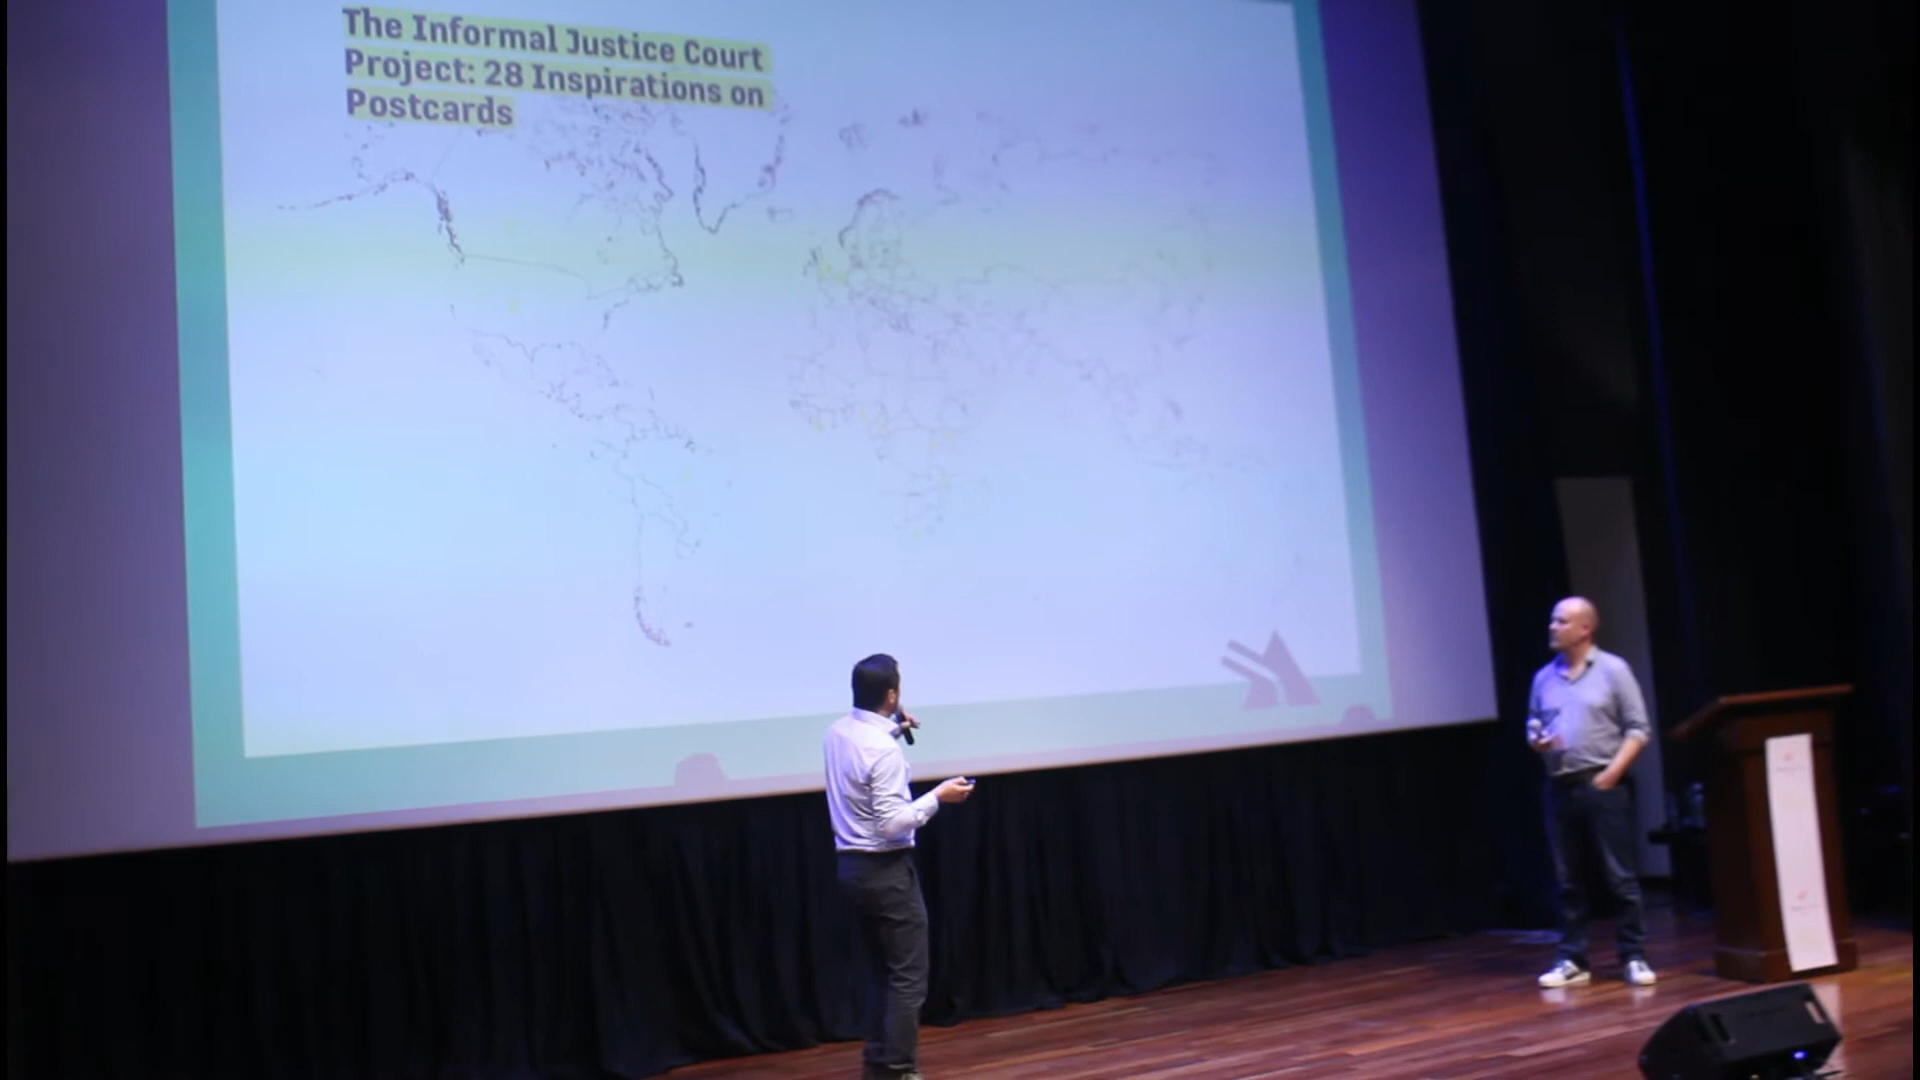 The Informal Justice Court
Project: 28 Inspirations on
Postcards